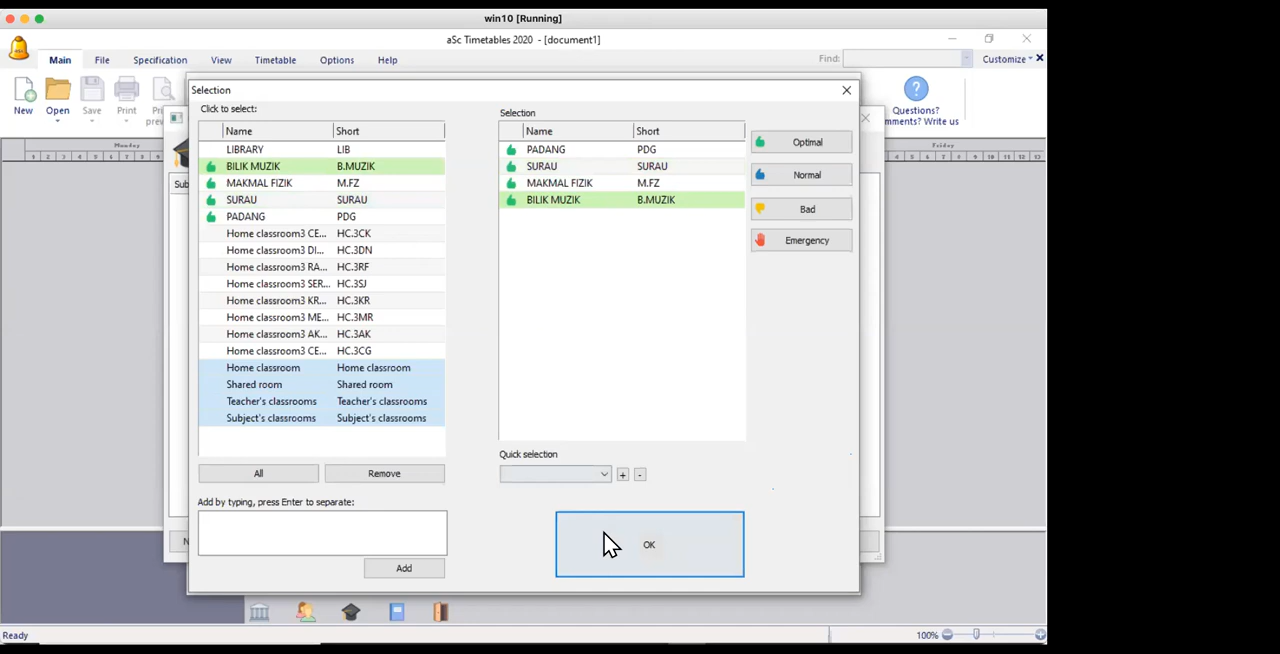 win10 [Running]
aSc Timetables 2020 - [document1]
Main File Specification View Timetable Options Help
Find:
Customize
New Open Save Print
Questions?
mments? Write us
Monday
Friday
Sub
Selection
Click to select:
Name Short
LIBRARY LIB
BILIK MUZIK B.MUZIK
MAKMAL FIZIK M.FZ
SURAU SURAU
PADANG PDG
Home classroom3 CE... HC.3CK
Home classroom3 DI... HC.3DN
Home classroom3 RA... HC.3RF
Home classroom3 SER... HC.3SJ
Home classroom3 KR... HC.3KR
Home classroom3 ME... HC.3MR
Home classroom3 AK... HC.3AK
Home classroom3 CE... HC.3CG
Home classroom Home classroom
Shared room Shared room
Teacher's classrooms Teacher's classrooms
Subject's classrooms Subject's classrooms
All Remove
Add by typing, press Enter to separate:
Add
Selection
Name Short
PADANG PDG
SURAU SURAU
MAKMAL FIZIK M.FZ
BILIK MUZIK B.MUZIK
Quick selection
+ -
OK
Optimal
Normal
Bad
Emergency
Ready
100%